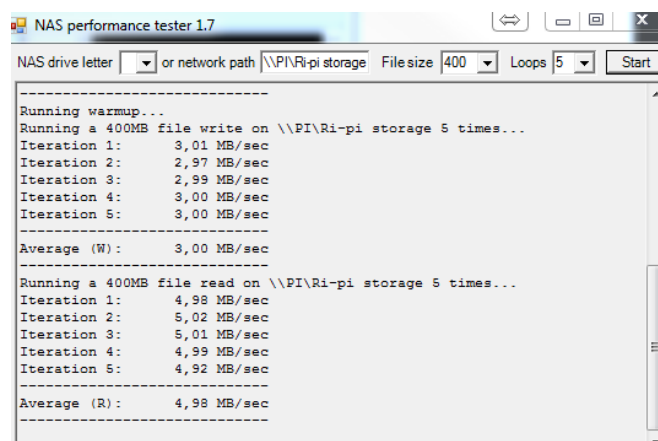 NAS performance tester 1.7
NAS drive letter or network path \\PI\Ri-pi storage File size 400 Loops 5 Start
------------------------------
Running warmup...
Running a 400MB file write on \\PI\Ri-pi storage 5 times...
Iteration 1: 3,01 MB/sec
Iteration 2: 2,97 MB/sec
Iteration 3: 2,99 MB/sec
Iteration 4: 3,00 MB/sec
Iteration 5: 3,00 MB/sec
------------------------------
Average (W): 3,00 MB/sec
------------------------------
Running a 400MB file read on \\PI\Ri-pi storage 5 times...
Iteration 1: 4,98 MB/sec
Iteration 2: 5,02 MB/sec
Iteration 3: 5,01 MB/sec
Iteration 4: 4,99 MB/sec
Iteration 5: 4,92 MB/sec
------------------------------
Average (R): 4,98 MB/sec
------------------------------